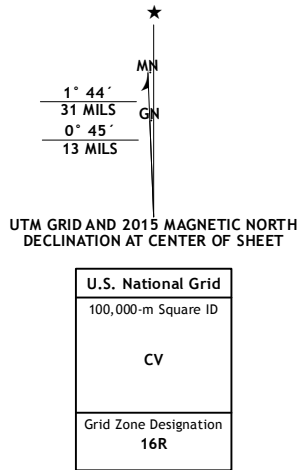 ★
MN
1° 44´
31 MILS
GN
0° 45´
13 MILS
UTM GRID AND 2015 MAGNETIC NORTH
DECLINATION AT CENTER OF SHEET
U.S. National Grid
100,000-m Square ID
CV
Grid Zone Designation
16R